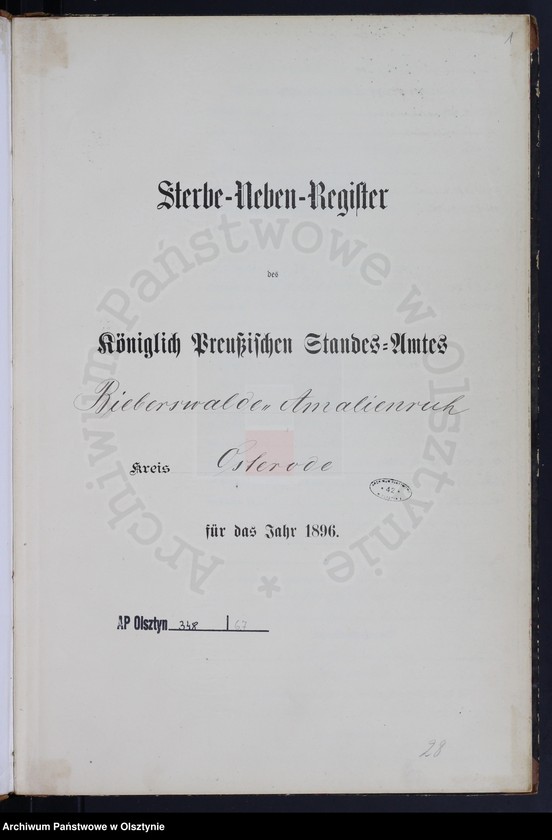 1
Sterbe-Neben-Register
des
Königlich Preußischen Standes-Amtes
Bieberswalde " Amalienruh
Kreis Osterode
für das Jahr 1896.
AP Olsztyn 348 | 67
28
Archiwum Państwowe w Olsztynie *
Archiwum Państwowe w Olsztynie